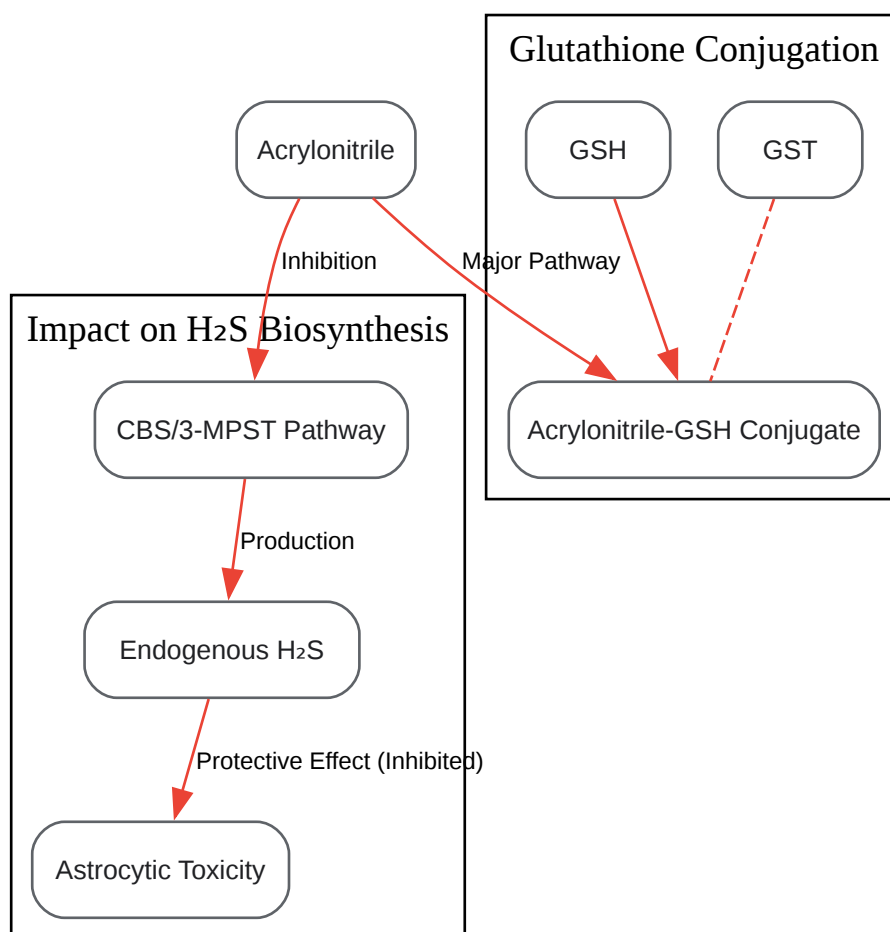 Glutathione Conjugation
Acrylonitrile
GSH
GST
Inhibition
Major Pathway
Impact on H₂S Biosynthesis
CBS/3-MPST Pathway
Acrylonitrile-GSH Conjugate
Production
Endogenous H₂S
Protective Effect (Inhibited)
Astrocytic Toxicity